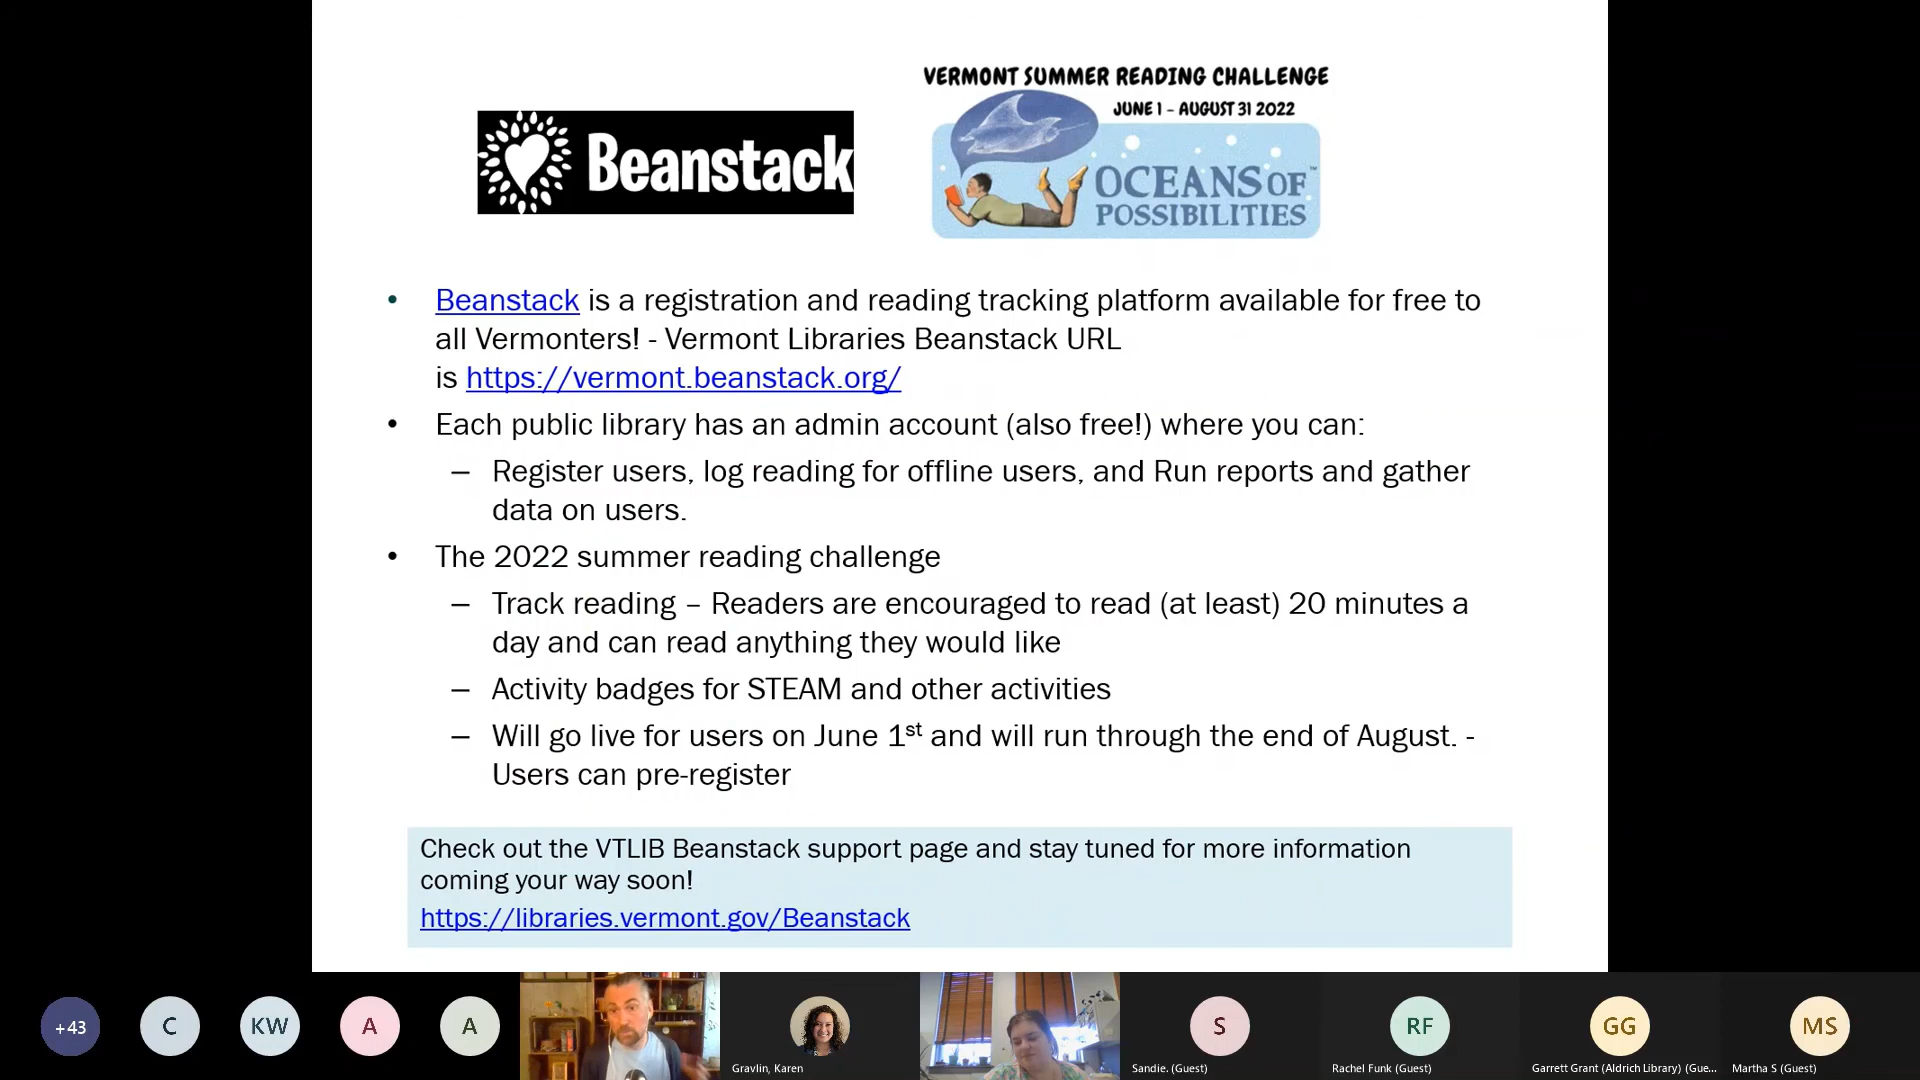 VERMONT SUMMER READING CHALLENGE
JUNE 1 - AUGUST 31 2022
Beanstack
OCEANS OF
POSSIBILITIES™
• Beanstack is a registration and reading tracking platform available for free to
all Vermonters! - Vermont Libraries Beanstack URL
is https://vermont.beanstack.org/
• Each public library has an admin account (also free!) where you can:
– Register users, log reading for offline users, and Run reports and gather
data on users.
• The 2022 summer reading challenge
– Track reading – Readers are encouraged to read (at least) 20 minutes a
day and can read anything they would like
– Activity badges for STEAM and other activities
– Will go live for users on June 1st and will run through the end of August. -
Users can pre-register
Check out the VTLIB Beanstack support page and stay tuned for more information
coming your way soon!
https://libraries.vermont.gov/Beanstack
+43
C
KW
A
A
S
RF
GG
MS
Gravlin, Karen
Sandie. (Guest)
Rachel Funk (Guest)
Garrett Grant (Aldrich Library) (Gue...
Martha S (Guest)